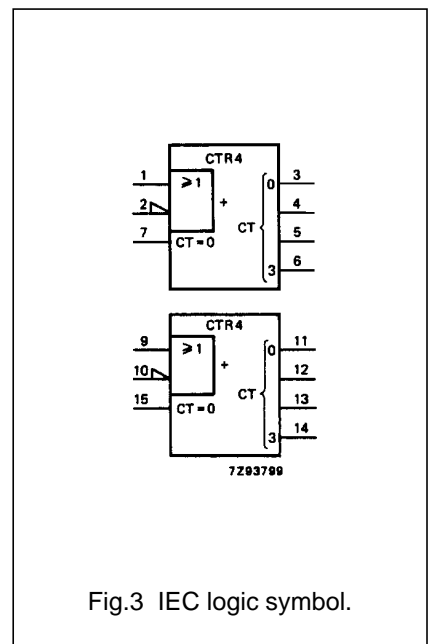 CTR4
1 ≥1 0 3
2 + 4
7 CT=0 CT 5
3 6
CTR4
9 ≥1 0 11
10 + 12
15 CT=0 CT 13
3 14
7Z93799
Fig.3 IEC logic symbol.